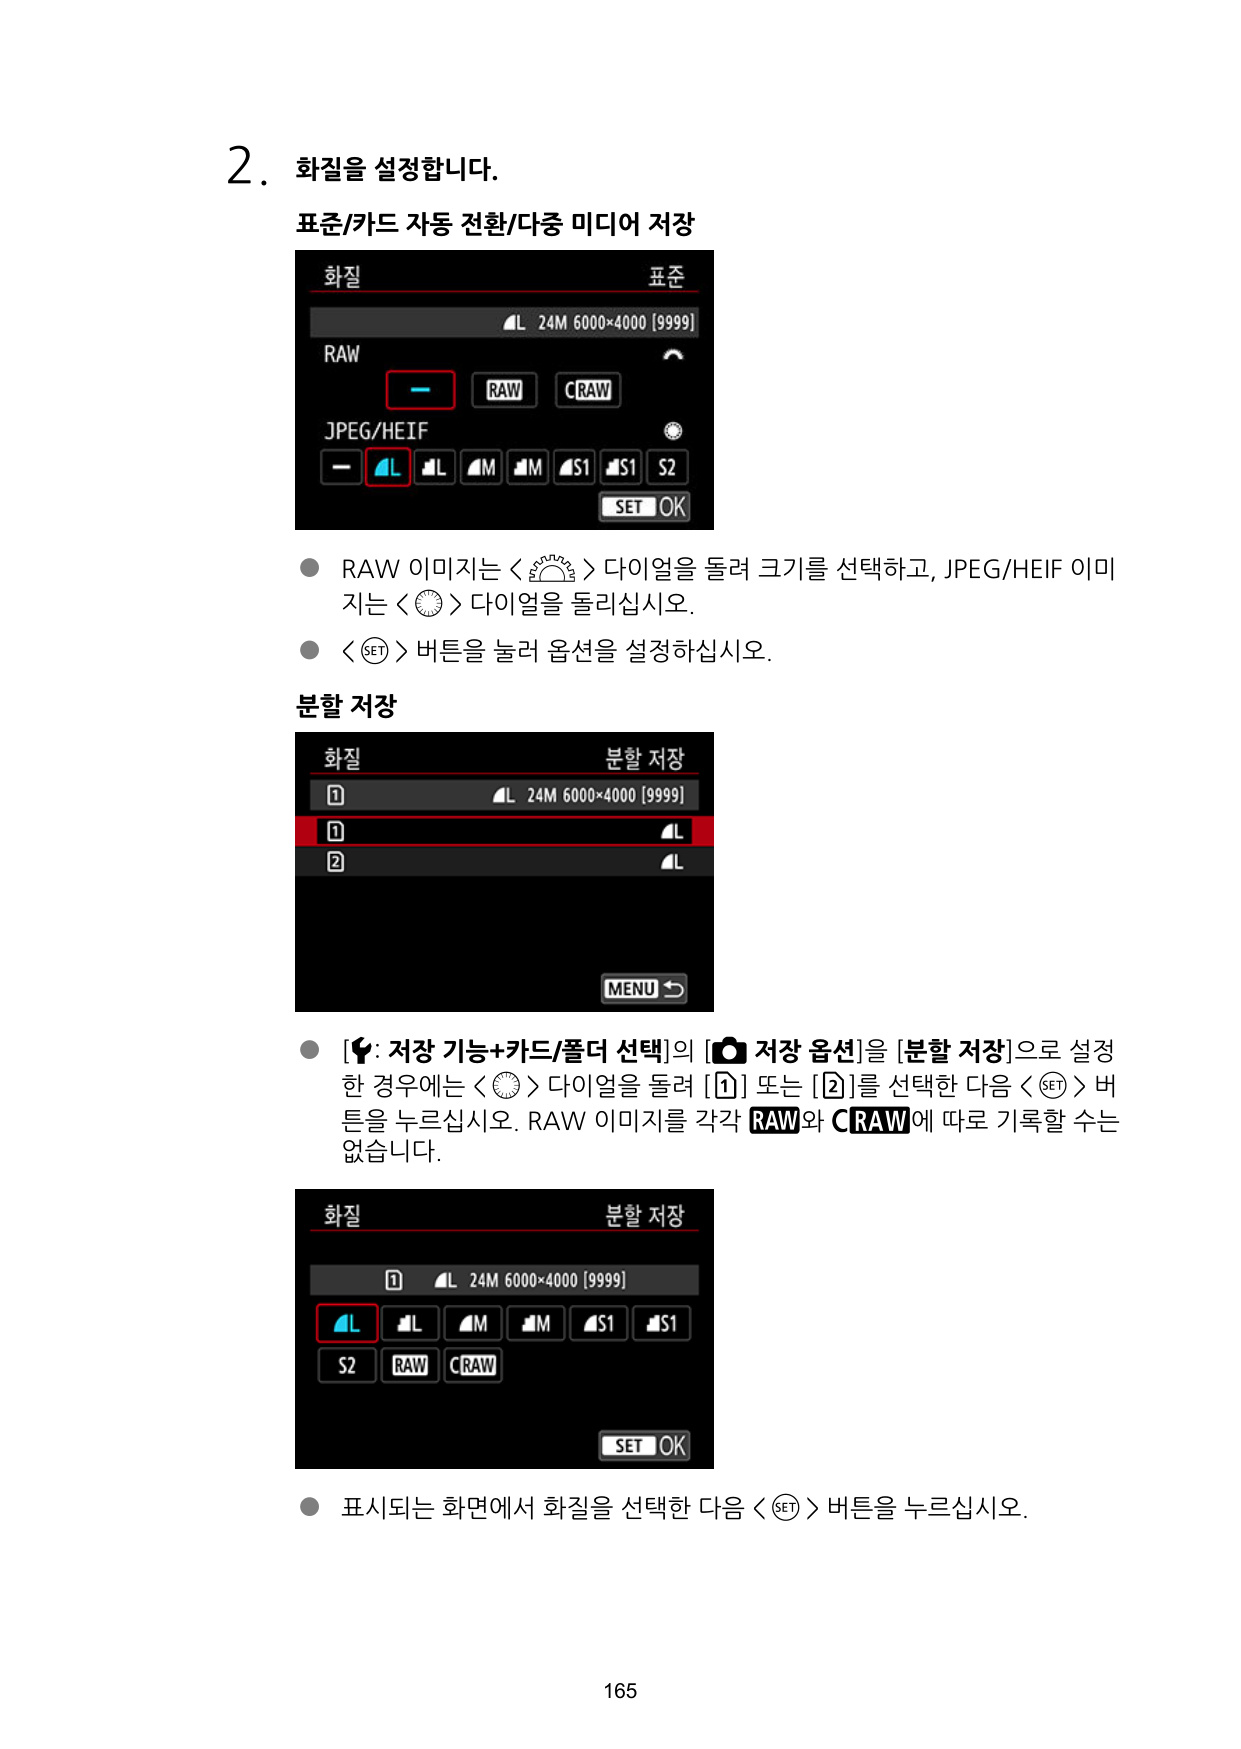 2. 화질을 설정합니다.
표준/카드 자동 전환/다중 미디어 저장
화질 표준
L 24M 6000×4000 [9999]
RAW
— RAW CRAW
JPEG/HEIF
— L L M M S1 S1 S2
SET OK
● RAW 이미지는 < > 다이얼을 돌려 크기를 선택하고, JPEG/HEIF 이미
지는 < > 다이얼을 돌리십시오.
● < SET > 버튼을 눌러 옵션을 설정하십시오.
분할 저장
화질 분할 저장
1 L 24M 6000×4000 [9999]
1 L
2 L
MENU
● [ : 저장 기능+카드/폴더 선택]의 [ 저장 옵션]을 [분할 저장]으로 설정
한 경우에는 < > 다이얼을 돌려 [1] 또는 [2]를 선택한 다음 < SET > 버
튼을 누르십시오. RAW 이미지를 각각 RAW와 CRAW에 따로 기록할 수는
없습니다.
화질 분할 저장
1 L 24M 6000×4000 [9999]
L L M M S1 S1
S2 RAW CRAW
SET OK
● 표시되는 화면에서 화질을 선택한 다음 < SET > 버튼을 누르십시오.
165